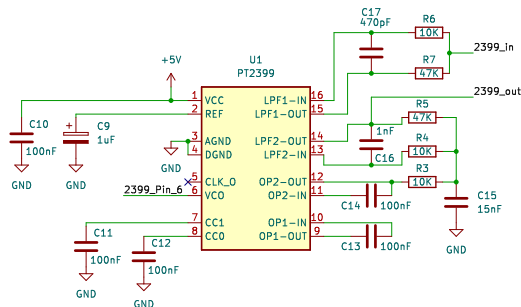 C17
470pF
R6
10K
2399_in
R7
47K
+5V
U1
PT2399
2399_out
1 VCC LPF1-IN 16
2 REF LPF1-OUT 15
3 AGND LPF2-OUT 14
4 DGND LPF2-IN 13
5 CLK_O OP2-OUT 12
6 VCO OP2-IN 11
7 CC1 OP1-IN 10
8 CC0 OP1-OUT 9
C10
100nF
GND
C9
1uF
+
GND
GND
2399_Pin_6
R5
47K
1nF
C16
R4
10K
R3
10K
C14 100nF
C15
15nF
GND
C13 100nF
C11
100nF
GND
C12
100nF
GND